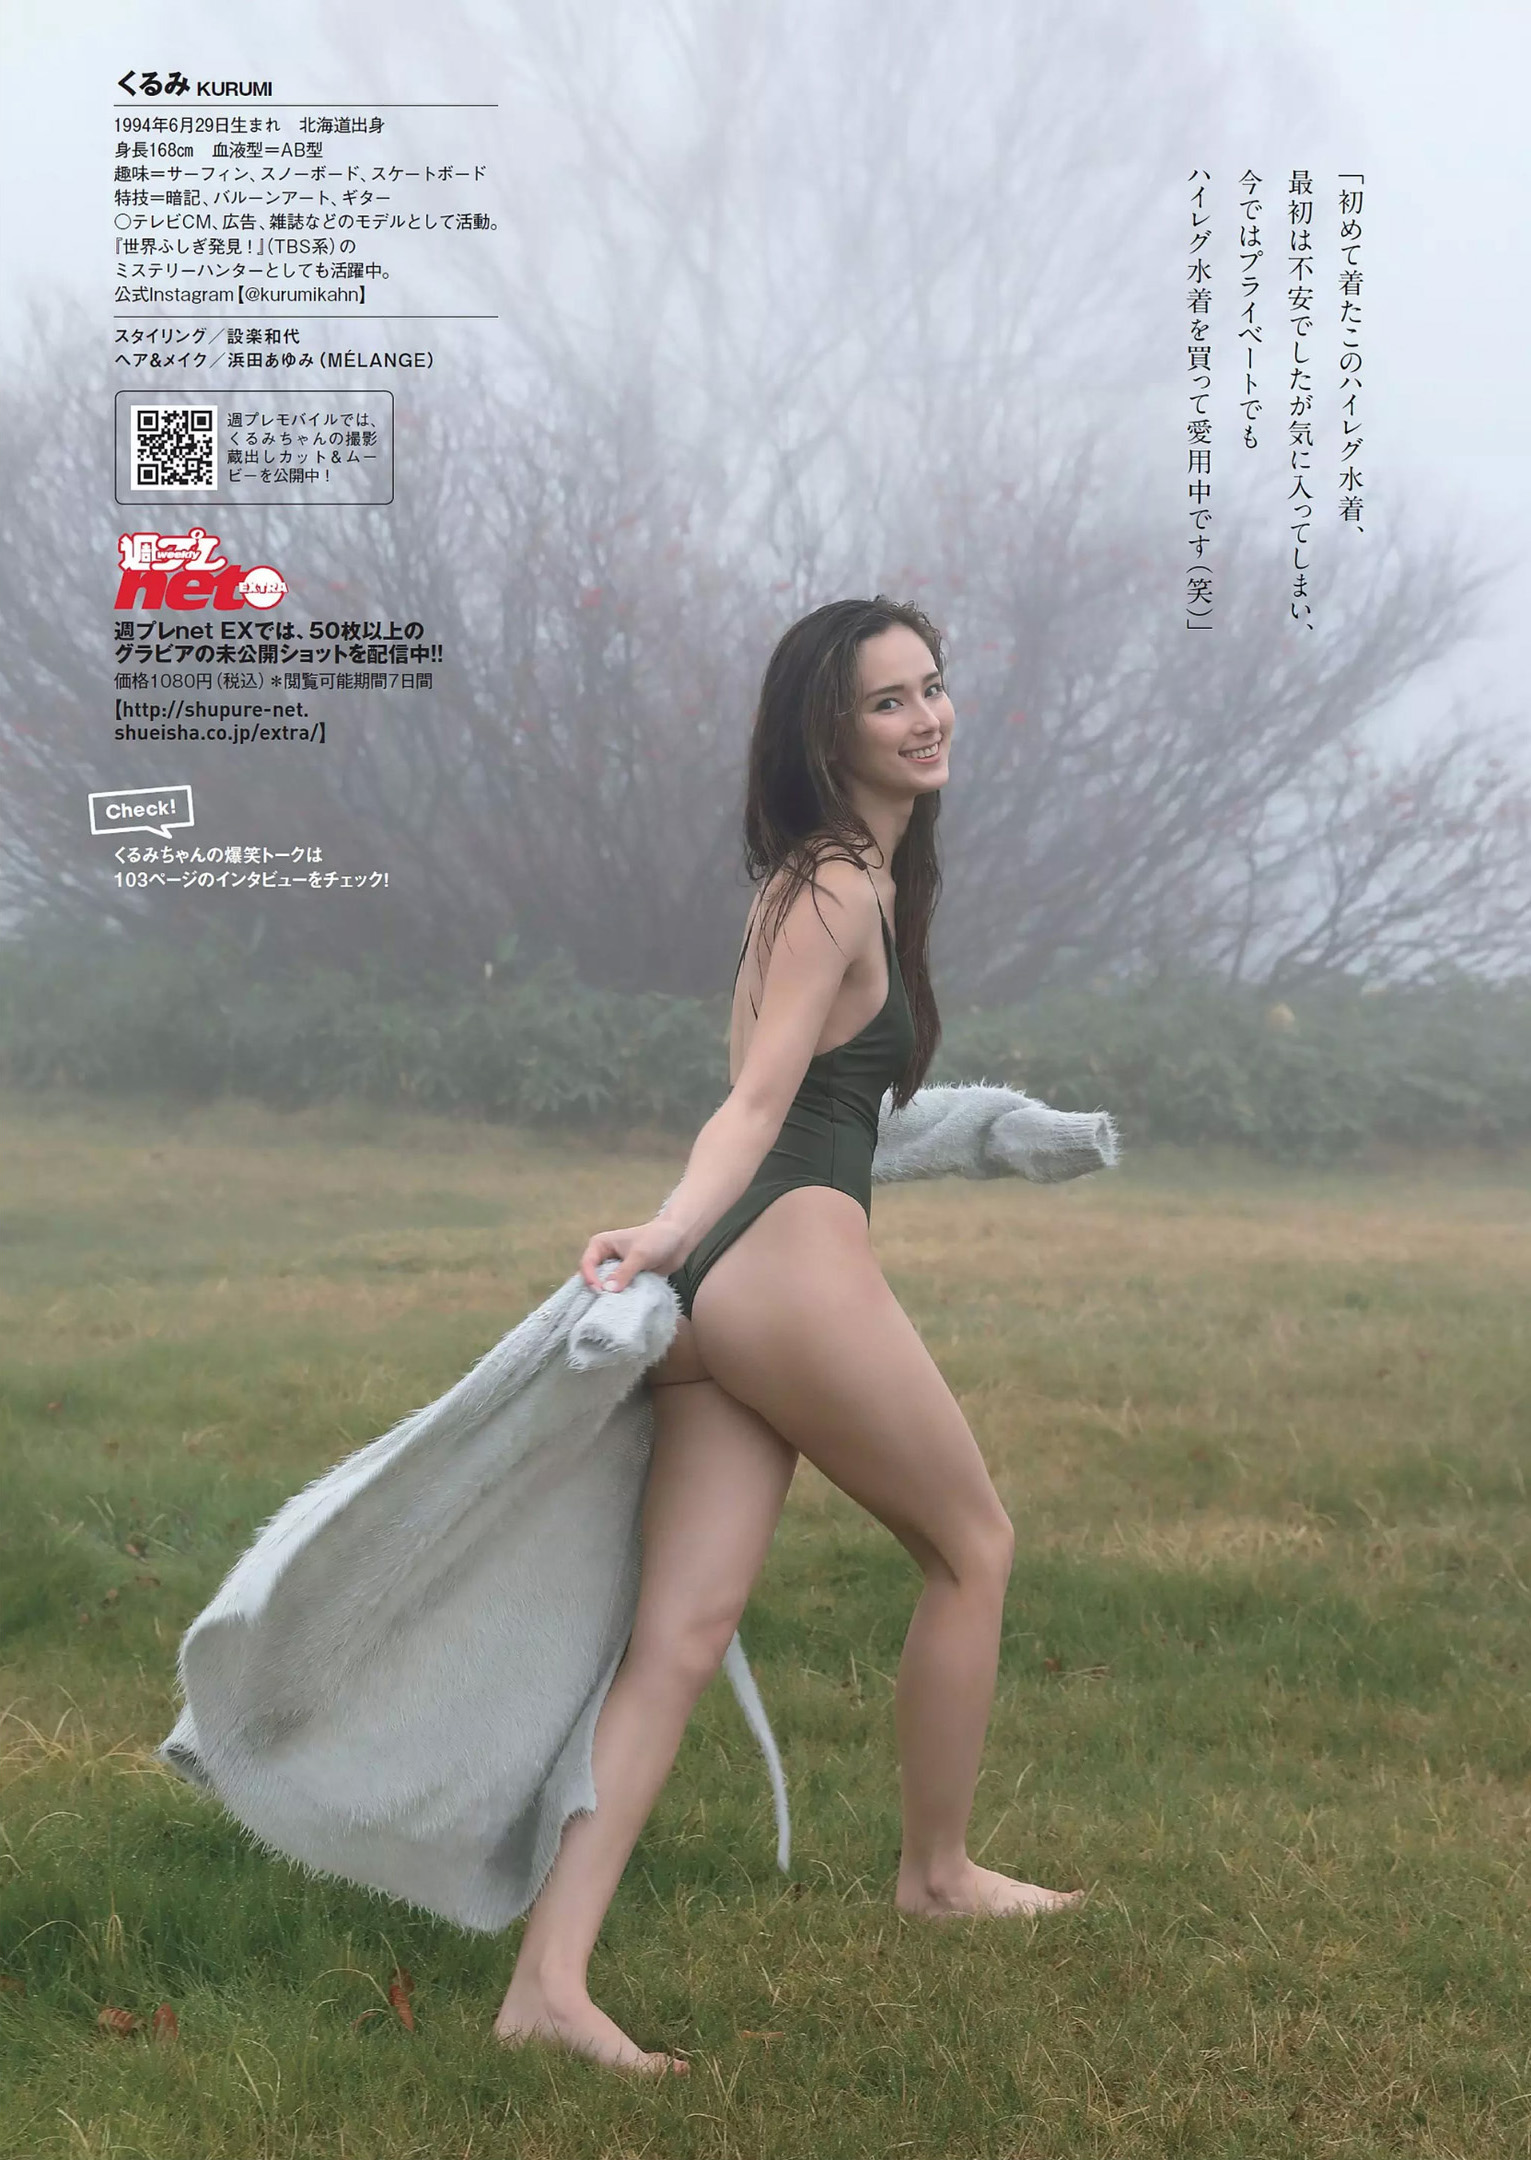 くるみ KURUMI
1994年6月29日生まれ　北海道出身
身長168㎝　血液型＝AB型
趣味＝サーフィン、スノーボード、スケートボード
特技＝暗記、バルーンアート、ギター
○テレビCM、広告、雑誌などのモデルとして活動。
『世界ふしぎ発見！』（TBS系）の
ミステリーハンターとしても活躍中。
公式Instagram【@kurumikahn】
スタイリング／設楽和代
ヘア&メイク／浜田あゆみ（MÉLANGE）
週プレモバイルでは、
くるみちゃんの撮影
蔵出しカット＆ムー
ビーを公開中！
週プレ weekly
net EXTRA
週プレnet EXでは、50枚以上の
グラビアの未公開ショットを配信中!!
価格1080円（税込）＊閲覧可能期間7日間
【http://shupure-net.
shueisha.co.jp/extra/】
Check!
くるみちゃんの爆笑トークは
103ページのインタビューをチェック!
「初めて着たこのハイレグ水着、
最初は不安でしたが気に入ってしまい、
今ではプライベートでも
ハイレグ水着を買って愛用中です（笑）」